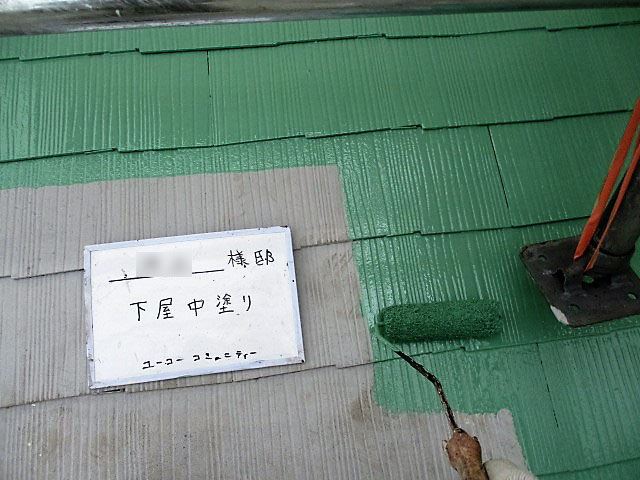 様邸
下屋中塗り
ユーコーコミュニティー